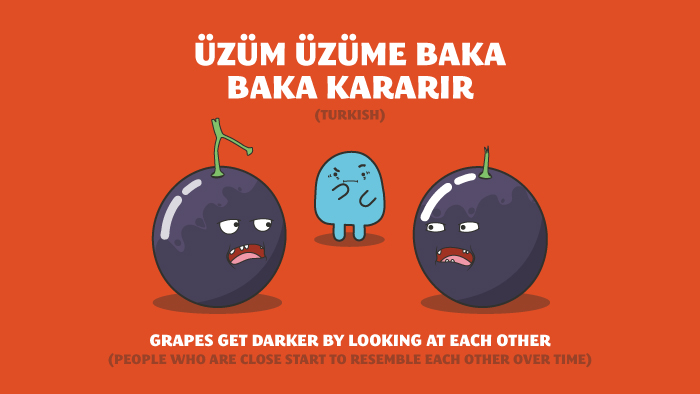 ÜZÜM ÜZÜME BAKA
BAKA KARARIR
(TURKISH)
GRAPES GET DARKER BY LOOKING AT EACH OTHER
(PEOPLE WHO ARE CLOSE START TO RESEMBLE EACH OTHER OVER TIME)